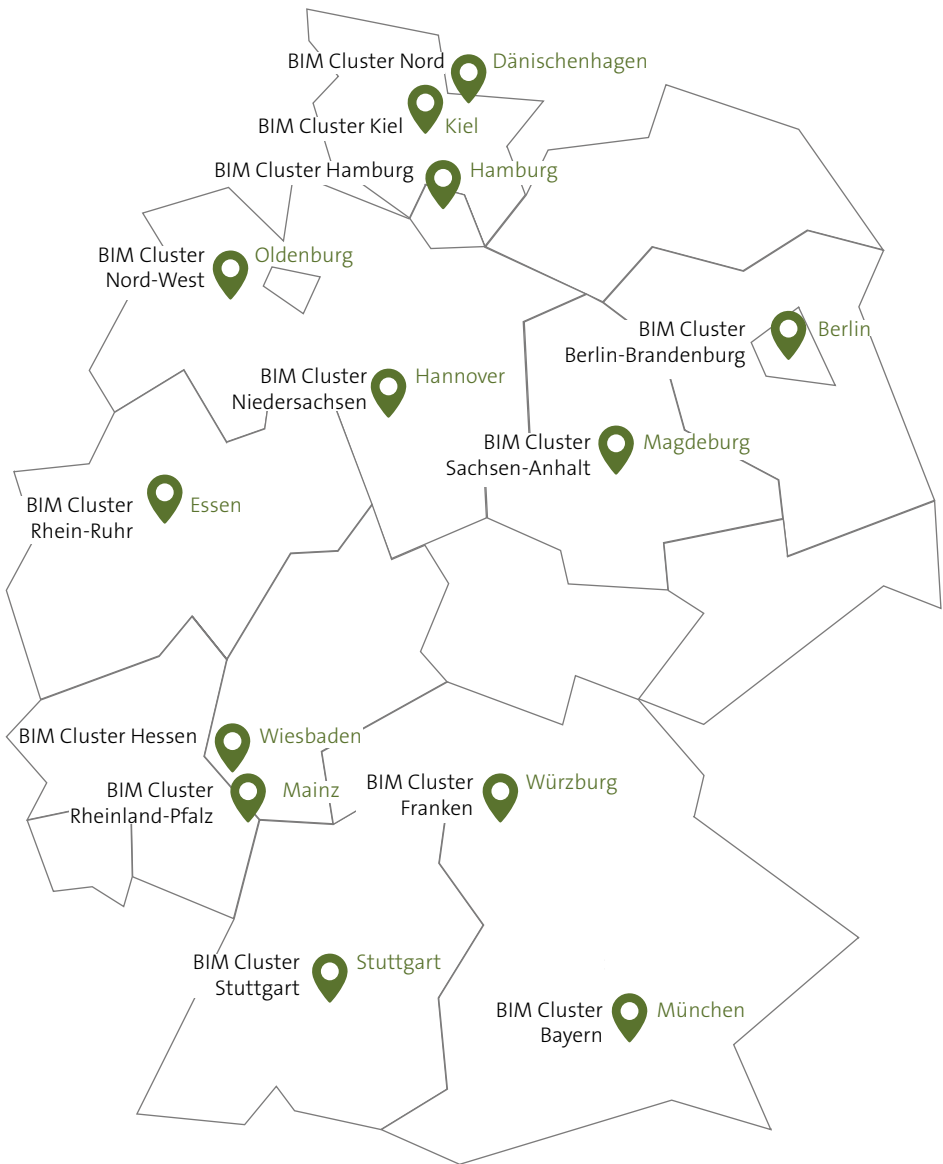 BIM Cluster Nord
Dänischenhagen
BIM Cluster Kiel
Kiel
BIM Cluster Hamburg
Hamburg
BIM Cluster
Nord-West
Oldenburg
BIM Cluster
Berlin-Brandenburg
Berlin
BIM Cluster
Niedersachsen
Hannover
BIM Cluster
Sachsen-Anhalt
Magdeburg
BIM Cluster
Rhein-Ruhr
Essen
BIM Cluster Hessen
Wiesbaden
BIM Cluster
Rheinland-Pfalz
Mainz
BIM Cluster
Franken
Würzburg
BIM Cluster
Stuttgart
Stuttgart
BIM Cluster
Bayern
München